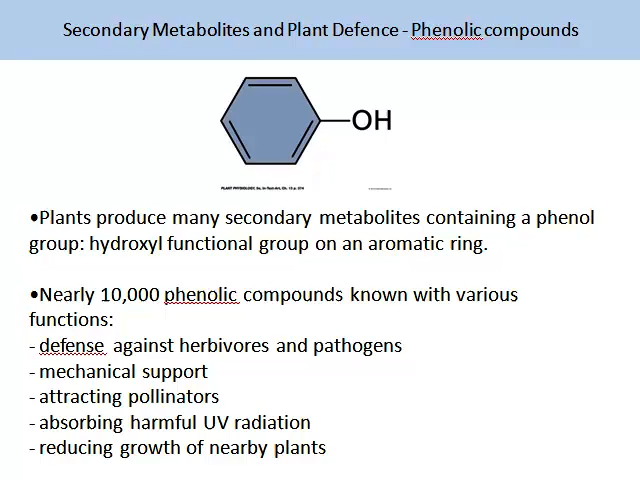 Secondary Metabolites and Plant Defence - Phenolic compounds
OH
•Plants produce many secondary metabolites containing a phenol
group: hydroxyl functional group on an aromatic ring.
•Nearly 10,000 phenolic compounds known with various
functions:
- defense against herbivores and pathogens
- mechanical support
- attracting pollinators
- absorbing harmful UV radiation
- reducing growth of nearby plants